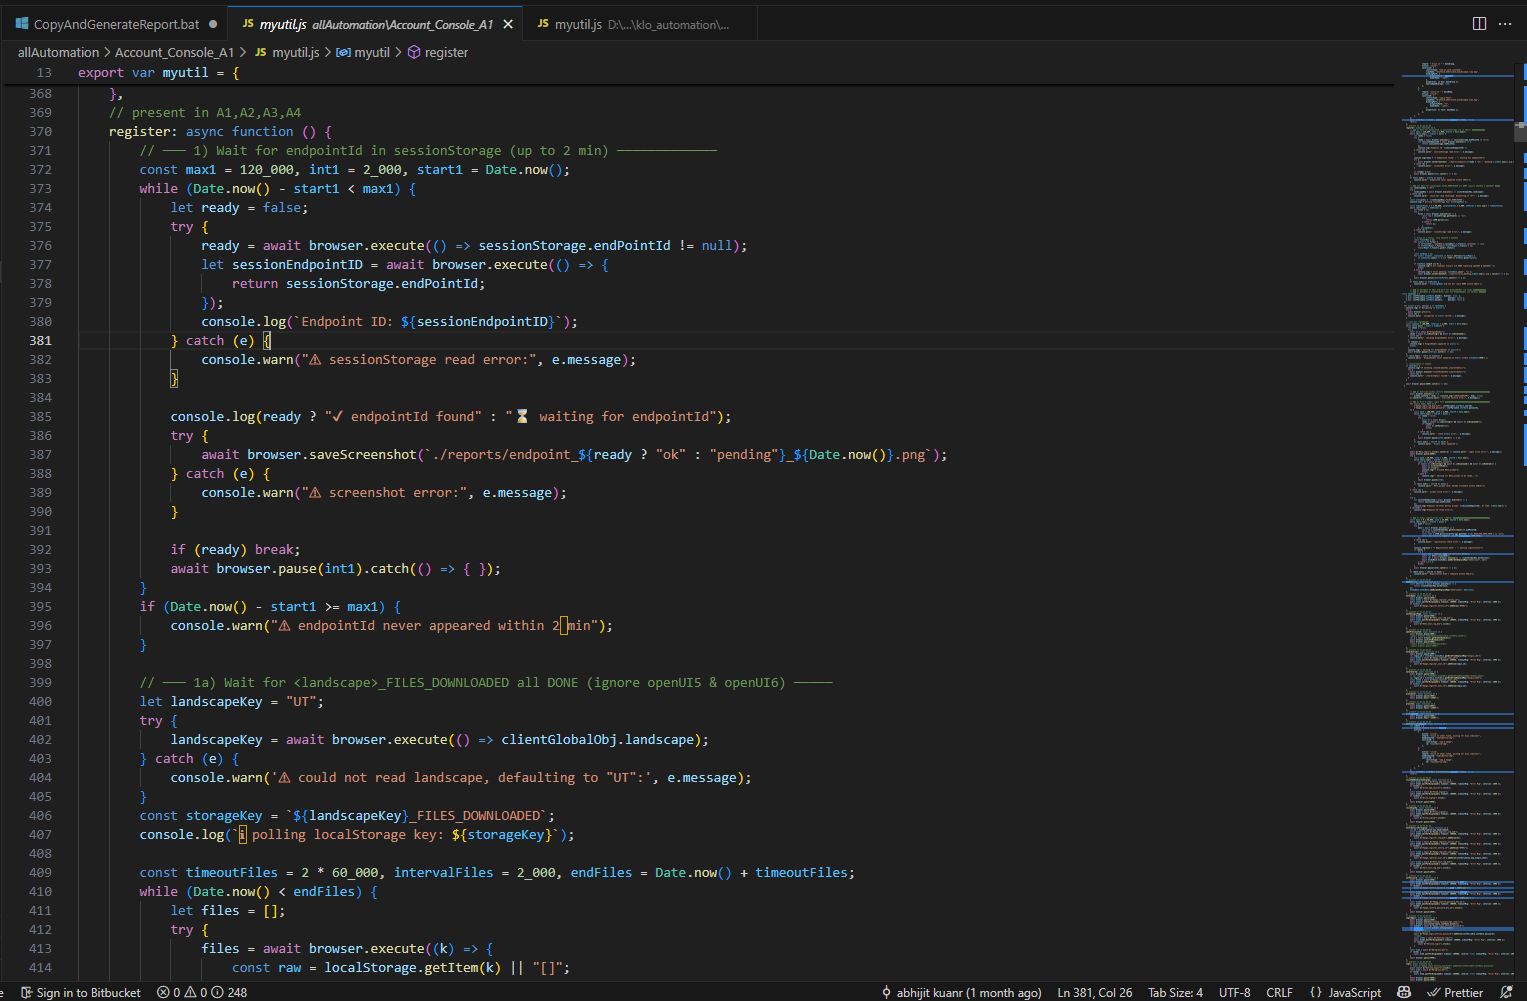 CopyAndGenerateReport.bat ●
JS myutil.js allAutomation\Account_Console_A1 ×
JS myutil.js D:\...\klo_automation\...
allAutomation > Account_Console_A1 > JS myutil.js > myutil > register
13 export var myutil = {
368 },
369 // present in A1,A2,A3,A4
370 register: async function () {
371 // ─── 1) Wait for endpointId in sessionStorage (up to 2 min) ─────────────
372 const max1 = 120_000, int1 = 2_000, start1 = Date.now();
373 while (Date.now() - start1 < max1) {
374 let ready = false;
375 try {
376 ready = await browser.execute(() => sessionStorage.endPointId != null);
377 let sessionEndpointID = await browser.execute(() => {
378 return sessionStorage.endPointId;
379 });
380 console.log(`Endpoint ID: ${sessionEndpointID}`);
381 } catch (e) {
382 console.warn("⚠ sessionStorage read error:", e.message);
383 }
384
385 console.log(ready ? "✓ endpointId found" : "⌛ waiting for endpointId");
386 try {
387 await browser.saveScreenshot(`./reports/endpoint_${ready ? "ok" : "pending"}_${Date.now()}.png`);
388 } catch (e) {
389 console.warn("⚠ screenshot error:", e.message);
390 }
391
392 if (ready) break;
393 await browser.pause(int1).catch(() => { });
394 }
395 if (Date.now() - start1 >= max1) {
396 console.warn("⚠ endpointId never appeared within 2 min");
397 }
398
399 // ─── 1a) Wait for <landscape>_FILES_DOWNLOADED all DONE (ignore openUI5 & openUI6) ─────
400 let landscapeKey = "UT";
401 try {
402 landscapeKey = await browser.execute(() => clientGlobalObj.landscape);
403 } catch (e) {
404 console.warn('⚠ could not read landscape, defaulting to "UT":', e.message);
405 }
406 const storageKey = `${landscapeKey}_FILES_DOWNLOADED`;
407 console.log(`ℹ polling localStorage key: ${storageKey}`);
408
409 const timeoutFiles = 2 * 60_000, intervalFiles = 2_000, endFiles = Date.now() + timeoutFiles;
410 while (Date.now() < endFiles) {
411 let files = [];
412 try {
413 files = await browser.execute((k) => {
414 const raw = localStorage.getItem(k) || "[]";
Sign in to Bitbucket 0 0 248 abhijit kuanr (1 month ago) Ln 381, Col 26 Tab Size: 4 UTF-8 CRLF {} JavaScript Prettier